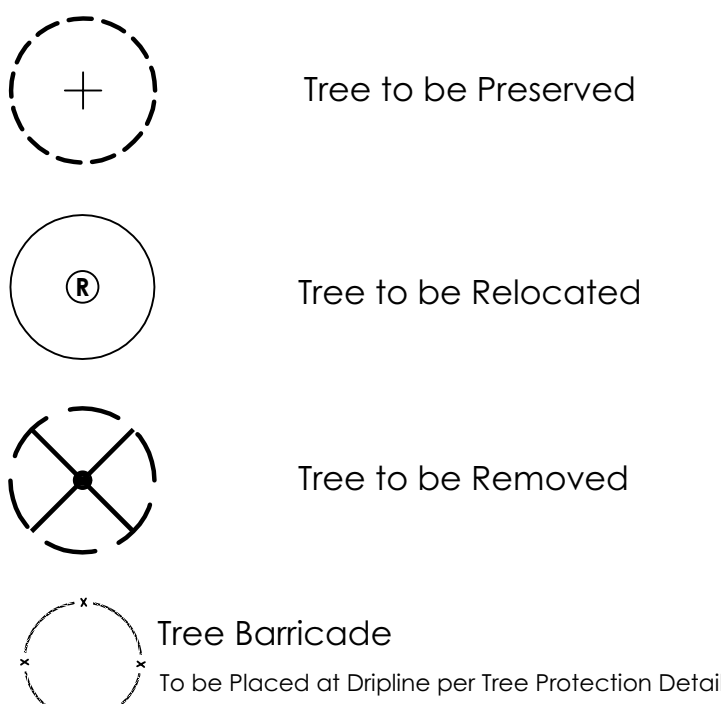 Tree to be Preserved
R
Tree to be Relocated
Tree to be Removed
x
Tree Barricade
x x
To be Placed at Dripline per Tree Protection Detail